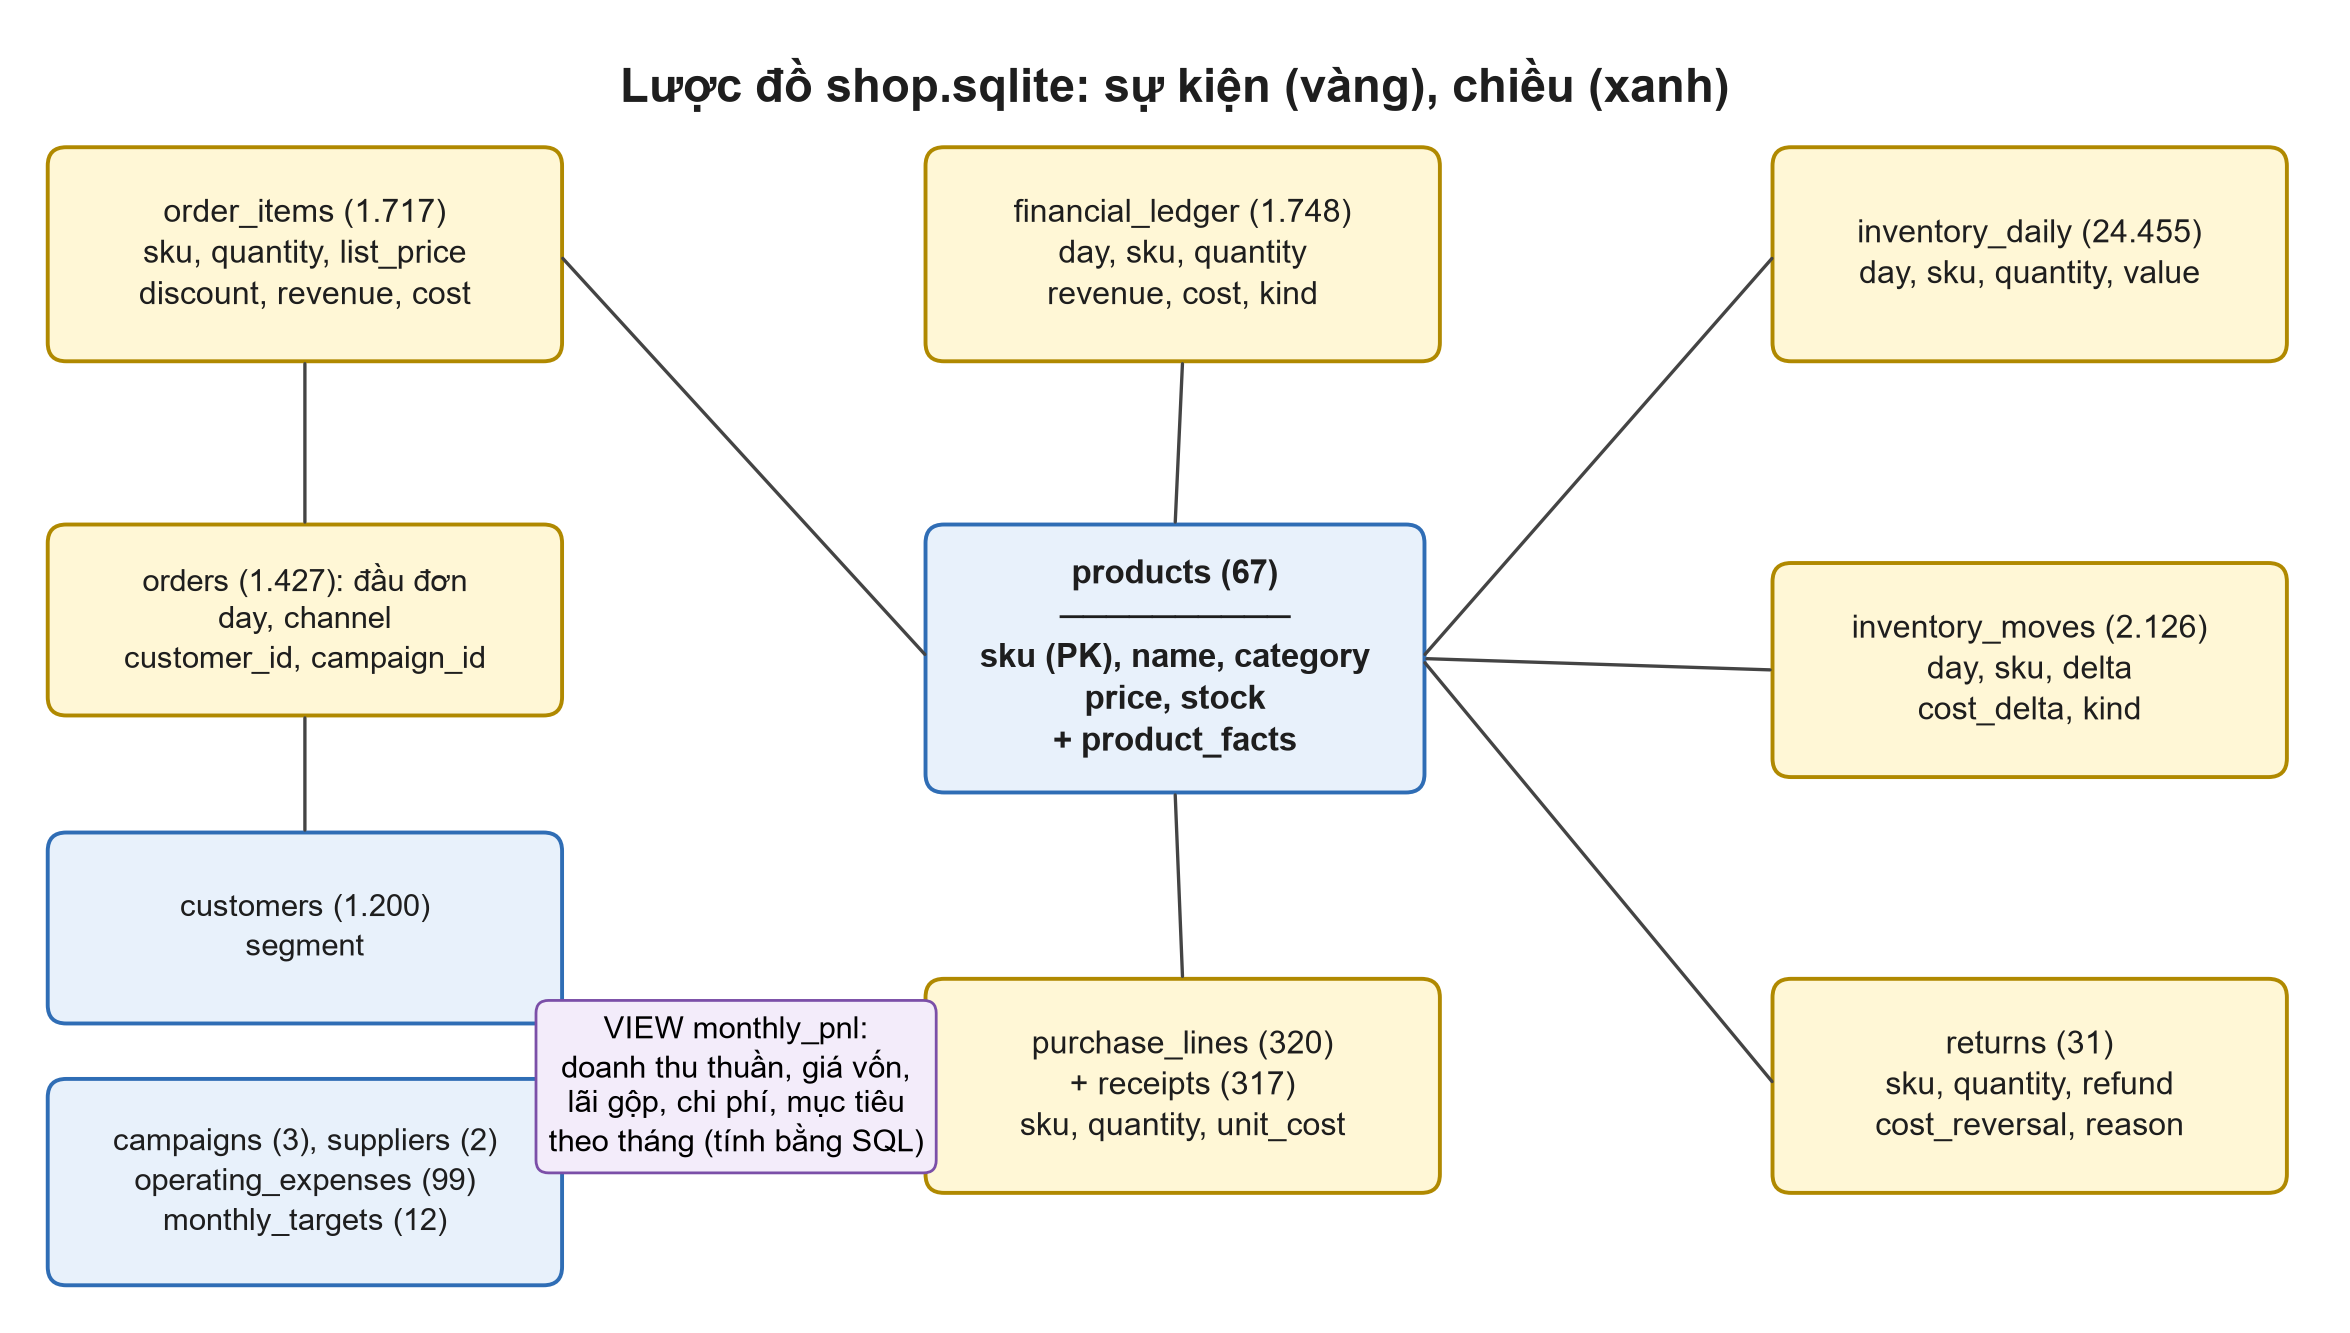 Lược đồ shop.sqlite: sự kiện (vàng), chiều (xanh)
order_items (1.717)
sku, quantity, list_price
discount, revenue, cost
financial_ledger (1.748)
day, sku, quantity
revenue, cost, kind
inventory_daily (24.455)
day, sku, quantity, value
orders (1.427): đầu đơn
day, channel
customer_id, campaign_id
products (67)
sku (PK), name, category
price, stock
+ product_facts
inventory_moves (2.126)
day, sku, delta
cost_delta, kind
customers (1.200)
segment
VIEW monthly_pnl:
doanh thu thuần, giá vốn,
lãi gộp, chi phí, mục tiêu
theo tháng (tính bằng SQL)
purchase_lines (320)
+ receipts (317)
sku, quantity, unit_cost
returns (31)
sku, quantity, refund
cost_reversal, reason
campaigns (3), suppliers (2)
operating_expenses (99)
monthly_targets (12)